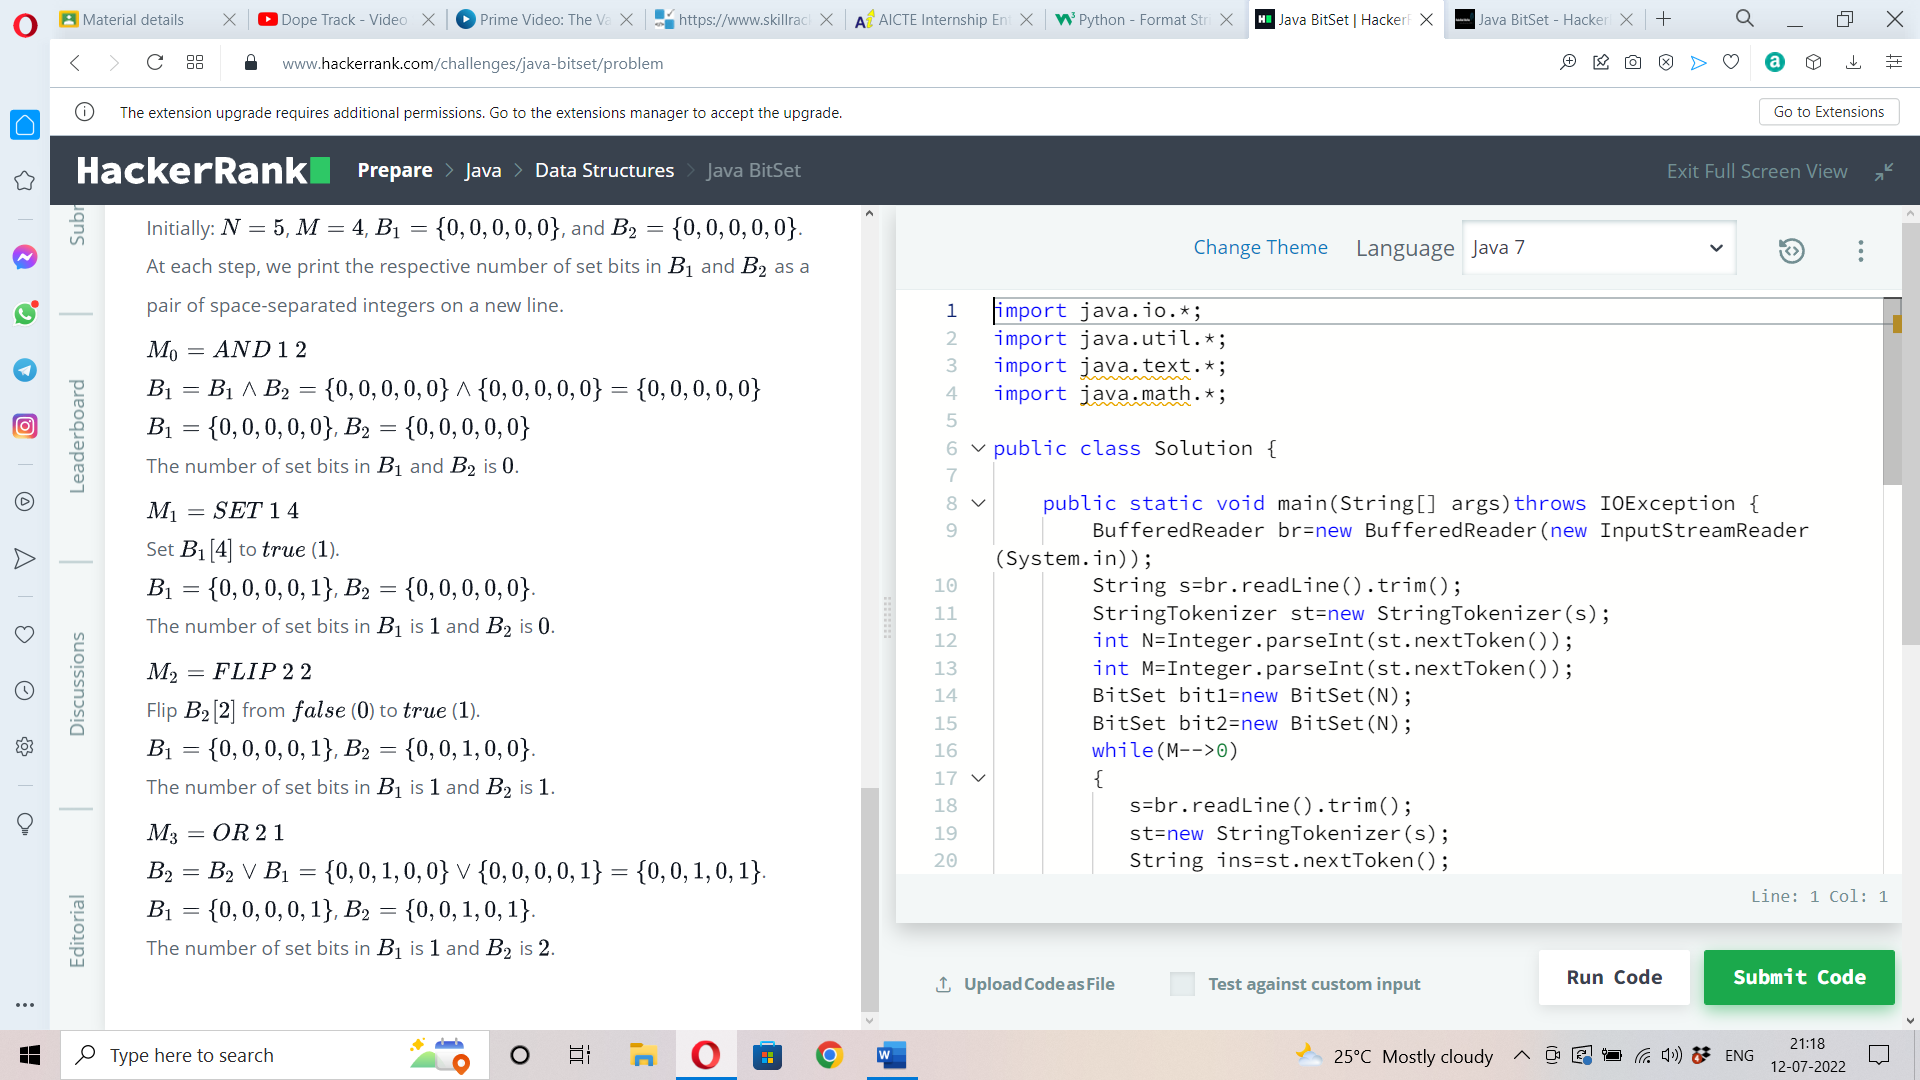 Material details
Dope Track - Video
Prime Video: The Va
https://www.skillrac
AICTE Internship En
Python - Format Str
Java BitSet | HackerR
Java BitSet - Hacker
www.hackerrank.com/challenges/java-bitset/problem
The extension upgrade requires additional permissions. Go to the extensions manager to accept the upgrade.
Go to Extensions
HackerRank
Prepare > Java > Data Structures > Java BitSet
Exit Full Screen View
Subr
Leaderboard
Discussions
Editorial
Initially: N = 5, M = 4, B₁ = {0, 0, 0, 0, 0}, and B₂ = {0, 0, 0, 0, 0}.
At each step, we print the respective number of set bits in B₁ and B₂ as a
pair of space-separated integers on a new line.
M₀ = AND 1 2
B₁ = B₁ ∧ B₂ = {0, 0, 0, 0, 0} ∧ {0, 0, 0, 0, 0} = {0, 0, 0, 0, 0}
B₁ = {0, 0, 0, 0, 0}, B₂ = {0, 0, 0, 0, 0}
The number of set bits in B₁ and B₂ is 0.
M₁ = SET 1 4
Set B₁[4] to true (1).
B₁ = {0, 0, 0, 0, 1}, B₂ = {0, 0, 0, 0, 0}.
The number of set bits in B₁ is 1 and B₂ is 0.
M₂ = FLIP 2 2
Flip B₂[2] from false (0) to true (1).
B₁ = {0, 0, 0, 0, 1}, B₂ = {0, 0, 1, 0, 0}.
The number of set bits in B₁ is 1 and B₂ is 1.
M₃ = OR 2 1
B₂ = B₂ ∨ B₁ = {0, 0, 1, 0, 0} ∨ {0, 0, 0, 0, 1} = {0, 0, 1, 0, 1}.
B₁ = {0, 0, 0, 0, 1}, B₂ = {0, 0, 1, 0, 1}.
The number of set bits in B₁ is 1 and B₂ is 2.
Change Theme Language Java 7
1 import java.io.*;
2 import java.util.*;
3 import java.text.*;
4 import java.math.*;
5
6 public class Solution {
7
8 public static void main(String[] args)throws IOException {
9 BufferedReader br=new BufferedReader(new InputStreamReader
(System.in));
10 String s=br.readLine().trim();
11 StringTokenizer st=new StringTokenizer(s);
12 int N=Integer.parseInt(st.nextToken());
13 int M=Integer.parseInt(st.nextToken());
14 BitSet bit1=new BitSet(N);
15 BitSet bit2=new BitSet(N);
16 while(M-->0)
17 {
18 s=br.readLine().trim();
19 st=new StringTokenizer(s);
20 String ins=st.nextToken();
Line: 1 Col: 1
Upload Code as File
Test against custom input
Run Code
Submit Code
Type here to search
25°C Mostly cloudy
ENG
21:18
12-07-2022